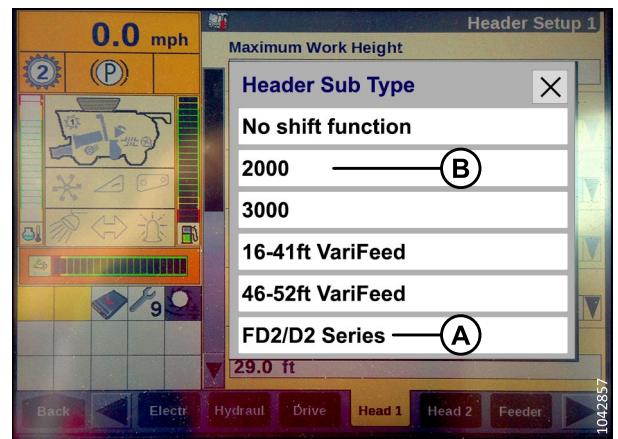 0.0 mph
Header Setup 1
2
(P)
Maximum Work Height
Header Sub Type
No shift function
2000
B
3000
16-41ft VariFeed
46-52ft VariFeed
FD2/D2 Series
A
9
29.0 ft
Back
Electr
Hydraul
Drive
Head 1
Head 2
Feeder
1042857